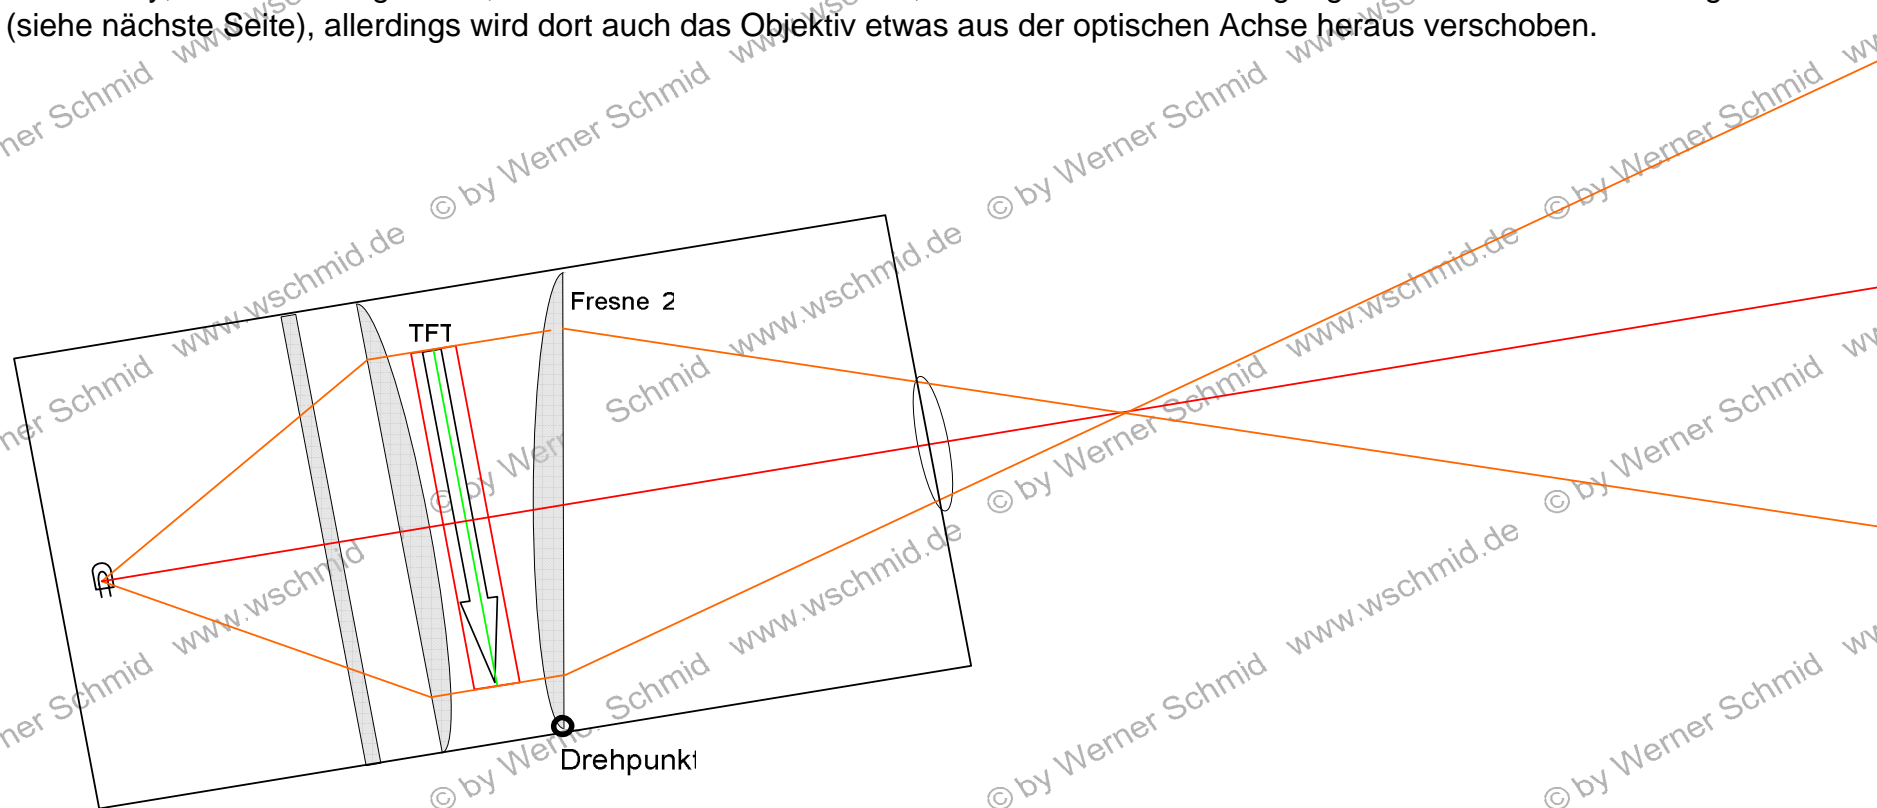 (siehe nächste Seite), allerdings wird dort auch das Objektiv etwas aus der optischen Achse heraus verschoben.
© by Werner Schmid www.wschmid.de
Fresne 2
TFT
Drehpunkt